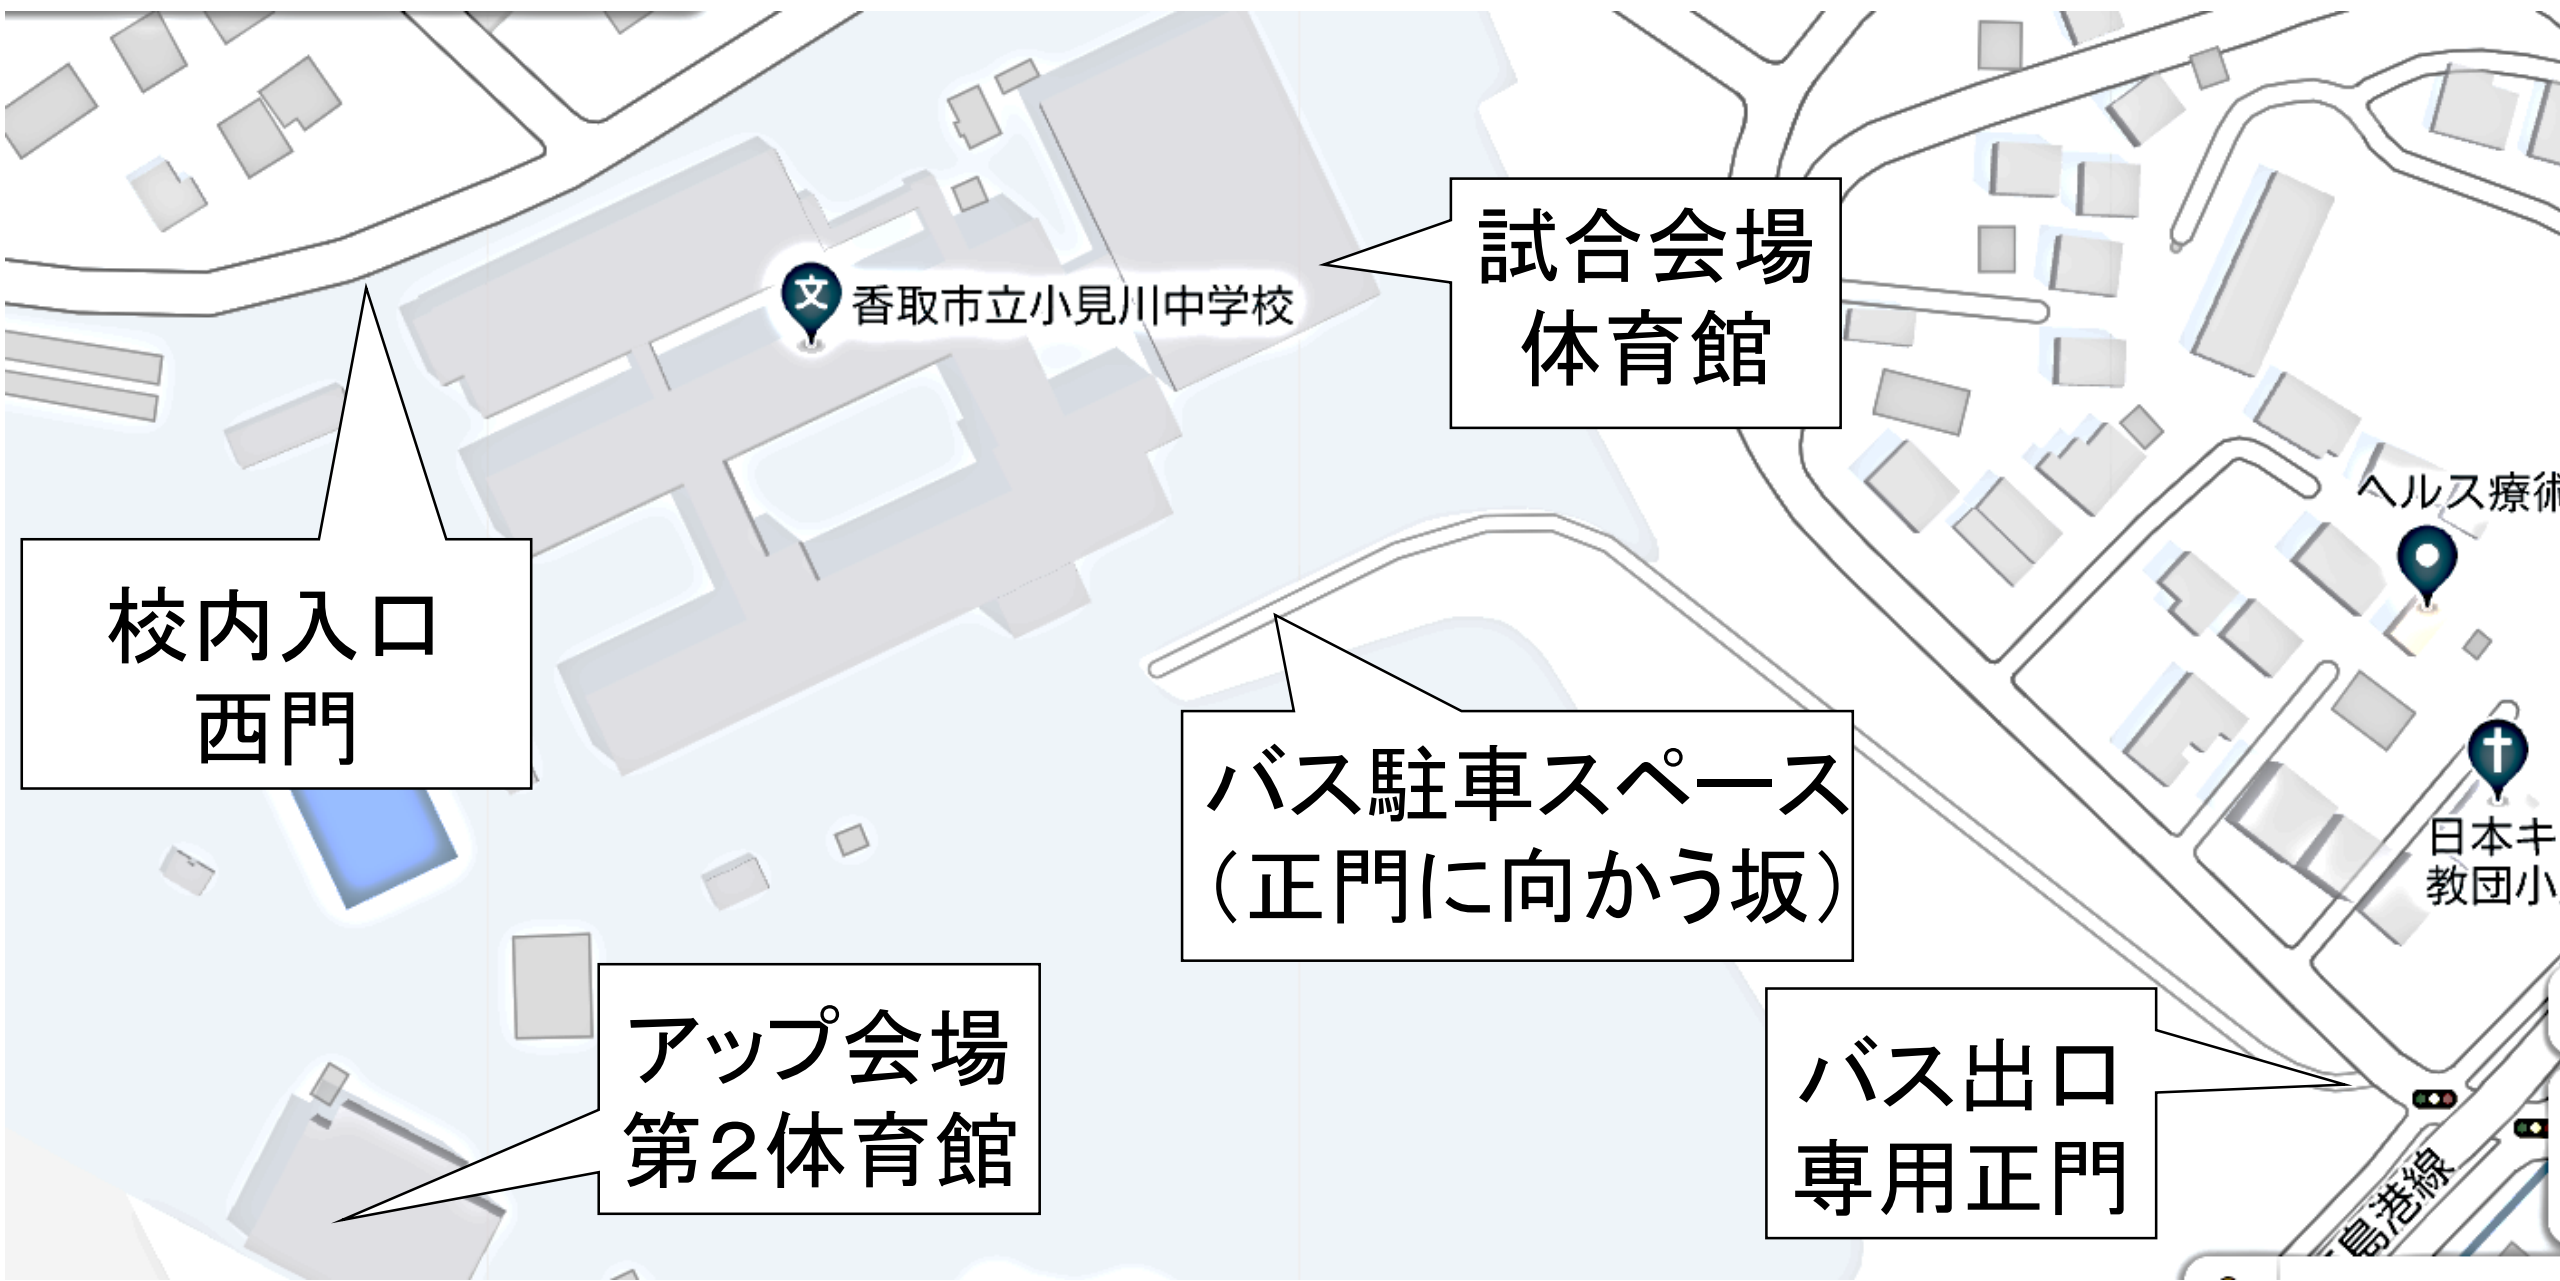 試合会場
体育館
香取市立小見川中学校
ヘルス療術
校内入口
西門
バス駐車スペース
（正門に向かう坂）
日本キ
教団小
アップ会場
第２体育館
バス出口
専用正門
島港線